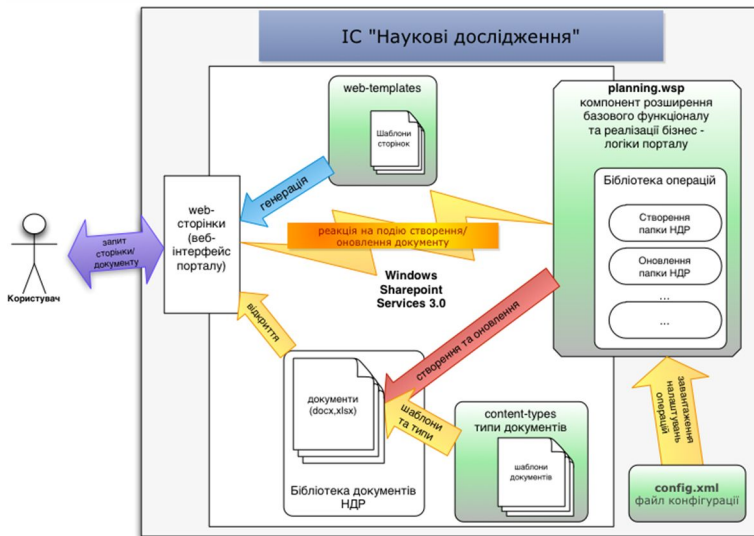 ІС "Наукові дослідження"
web-templates
Шаблони
сторінок
planning.wsp
компонент розширення
базового функціоналу
та реалізації бізнес -
логіки порталу
Бібліотека операцій
Створення
папки НДР
Оновлення
папки НДР
...
...
генерація
web-
сторінки
(веб-
інтерфейс
порталу)
реакція на подію створення/
оновлення документу
запит
сторінки/
документу
Користувач
Windows
Sharepoint
Services 3.0
відкриття
створення та оновлення
документи
(docx,xlsx)
шаблони
та типи
Бібліотека документів
НДР
content-types
типи документів
шаблони
документів
завантаження
налаштувань
операцій
config.xml
файл конфігурації